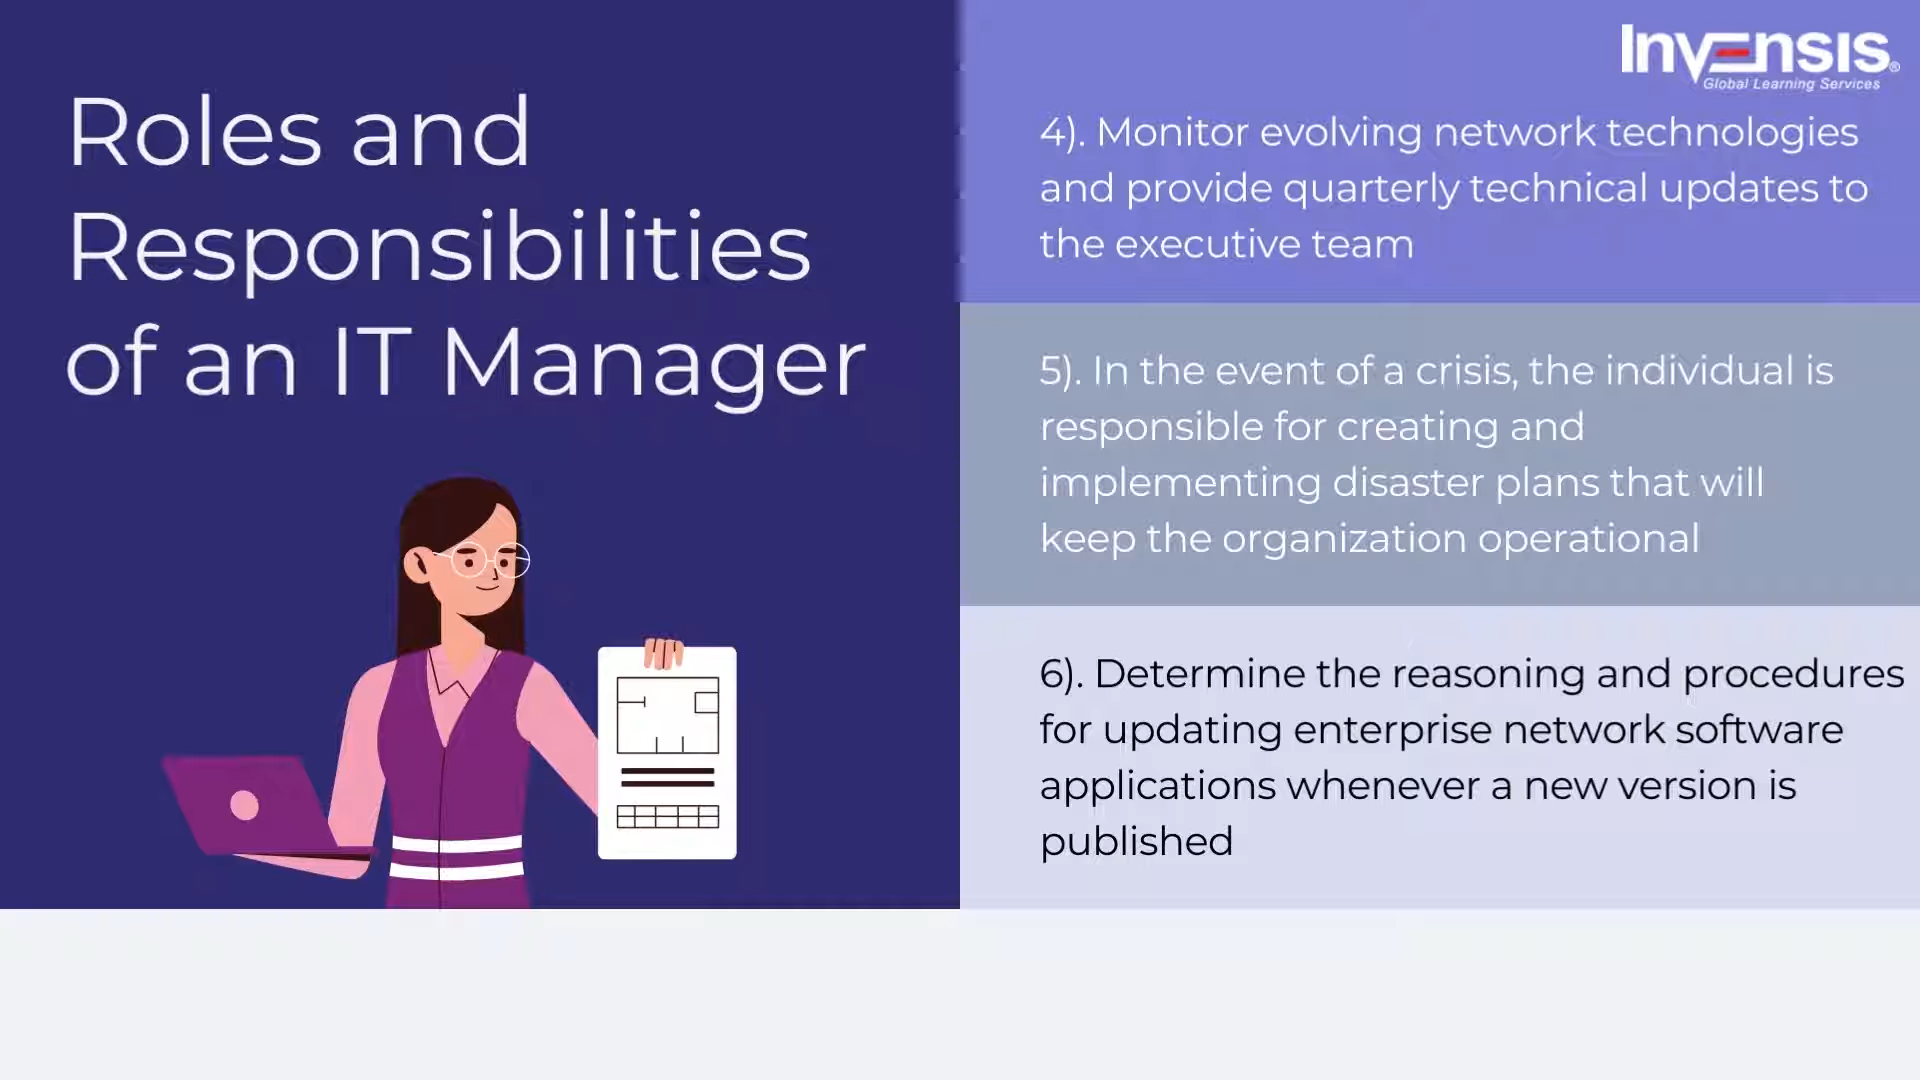 Roles and
Responsibilities
of an IT Manager
Invensis®
Global Learning Services
4). Monitor evolving network technologies
and provide quarterly technical updates to
the executive team
5). In the event of a crisis, the individual is
responsible for creating and
implementing disaster plans that will
keep the organization operational
6). Determine the reasoning and procedures
for updating enterprise network software
applications whenever a new version is
published